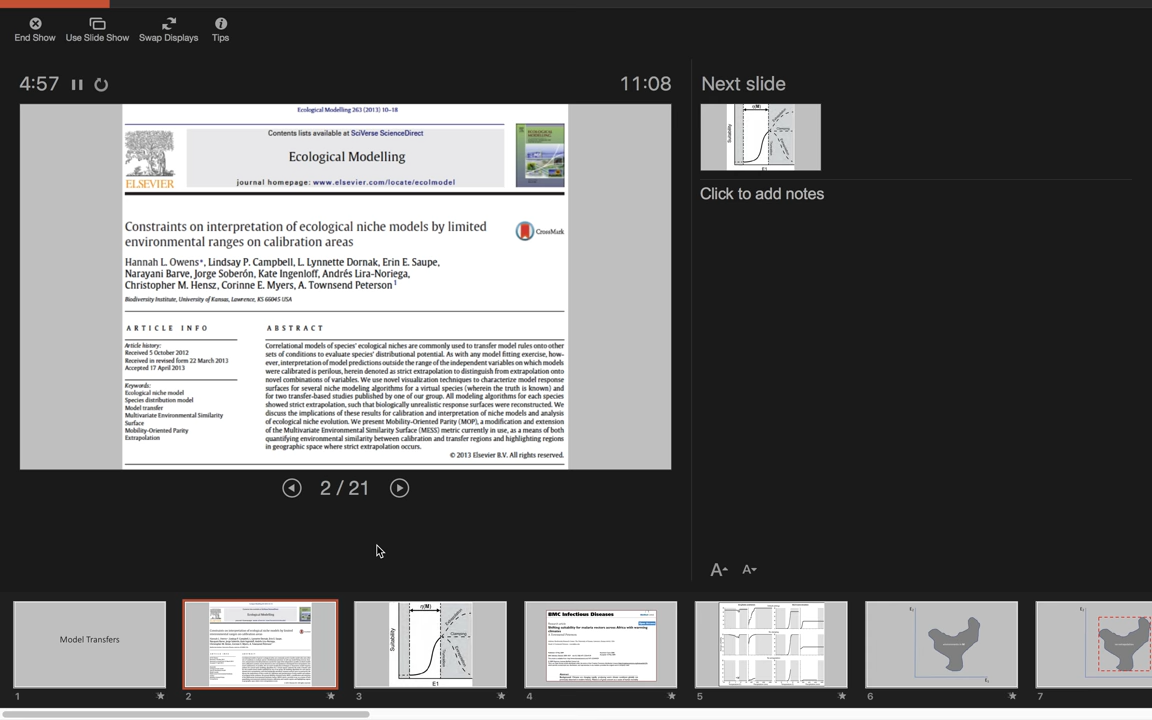 End Show
Use Slide Show
Swap Displays
Tips
4:57
11:08
Next slide
Ecological Modelling 263 (2013) 10–18
Contents lists available at SciVerse ScienceDirect
Ecological Modelling
journal homepage: www.elsevier.com/locate/ecolmodel
ELSEVIER
Constraints on interpretation of ecological niche models by limited
environmental ranges on calibration areas
CrossMark
Hannah L. Owens*, Lindsay P. Campbell, L. Lynnette Dornak, Erin E. Saupe,
Narayani Barve, Jorge Soberón, Kate Ingenloff, Andrés Lira-Noriega,
Christopher M. Hensz, Corinne E. Myers, A. Townsend Peterson¹
Biodiversity Institute, University of Kansas, Lawrence, KS 66045 USA
ARTICLE INFO
Article history:
Received 5 October 2012
Received in revised form 22 March 2013
Accepted 17 April 2013
Keywords:
Ecological niche model
Species distribution model
Model transfer
Multivariate Environmental Similarity
Surface
Mobility-Oriented Parity
Extrapolation
ABSTRACT
Correlational models of species' ecological niches are commonly used to transfer model rules onto other
sets of conditions to evaluate species' distributional potential. As with any model fitting exercise, how-
ever, interpretation of model predictions outside the range of the independent variables on which models
were calibrated is perilous, herein denoted as strict extrapolation to distinguish from extrapolation onto
novel combinations of variables. We use novel visualization techniques to characterize model response
surfaces for several niche modeling algorithms for a virtual species (wherein the truth is known) and
for two transfer-based studies published by one of our group. All modeling algorithms for each species
showed strict extrapolation, such that biologically unrealistic response surfaces were reconstructed. We
discuss the implications of these results for calibration and interpretation of niche models and analysis
of ecological niche evolution. We present Mobility-Oriented Parity (MOP), a modification and extension
of the Multivariate Environmental Similarity Surface (MESS) metric currently in use, as a means of both
quantifying environmental similarity between calibration and transfer regions and highlighting regions
in geographic space where strict extrapolation occurs.
© 2013 Elsevier B.V. All rights reserved.
η(M)
Suitability
E1
Click to add notes
2 / 21
A
A
Model Transfers
1
Ecological Modelling
2
η(M)
Suitability
Clamping
E1
3
BMC Infectious Diseases
4
5
E₂
E₁
6
E₂
7